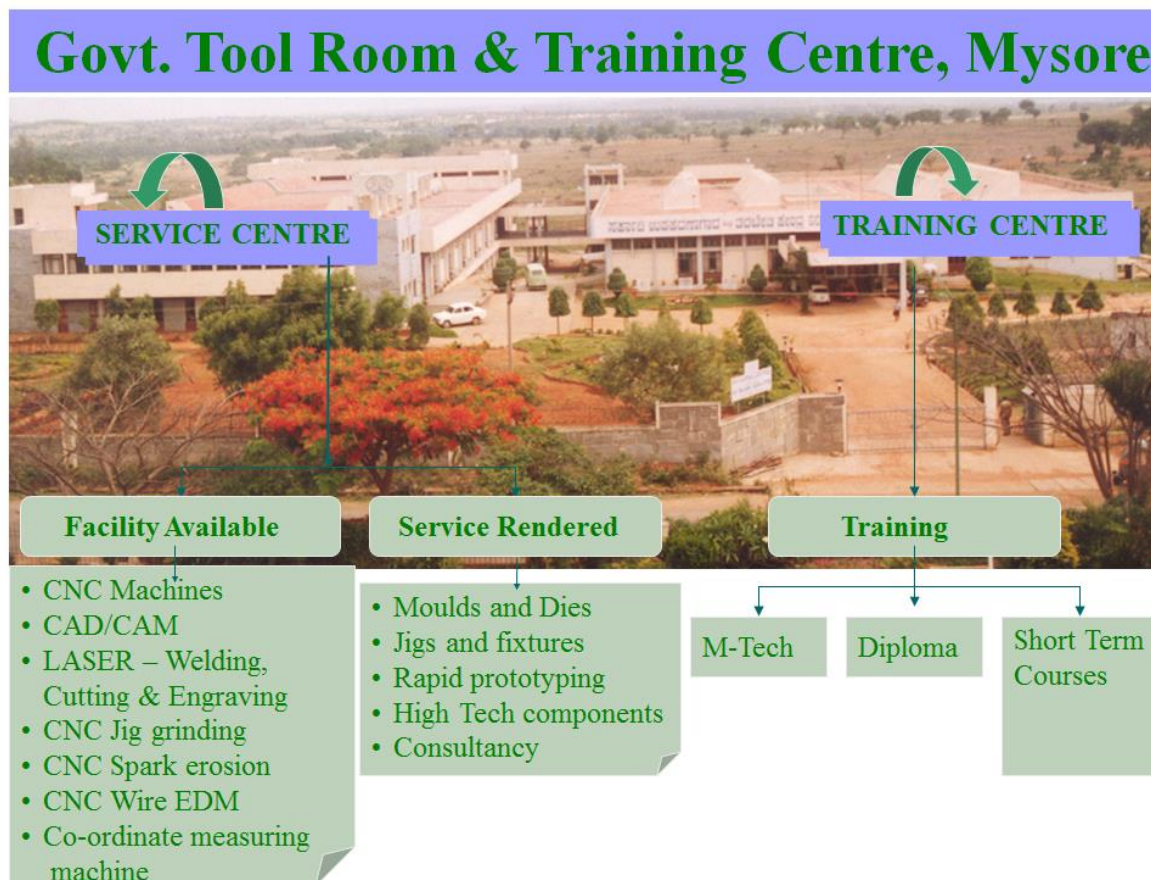 Govt. Tool Room & Training Centre, Mysore
SERVICE CENTRE
TRAINING CENTRE
Facility Available
Service Rendered
Training
• CNC Machines
• CAD/CAM
• LASER – Welding,
Cutting & Engraving
• CNC Jig grinding
• CNC Spark erosion
• CNC Wire EDM
• Co-ordinate measuring
machine
• Moulds and Dies
• Jigs and fixtures
• Rapid prototyping
• High Tech components
• Consultancy
M-Tech
Diploma
Short Term
Courses